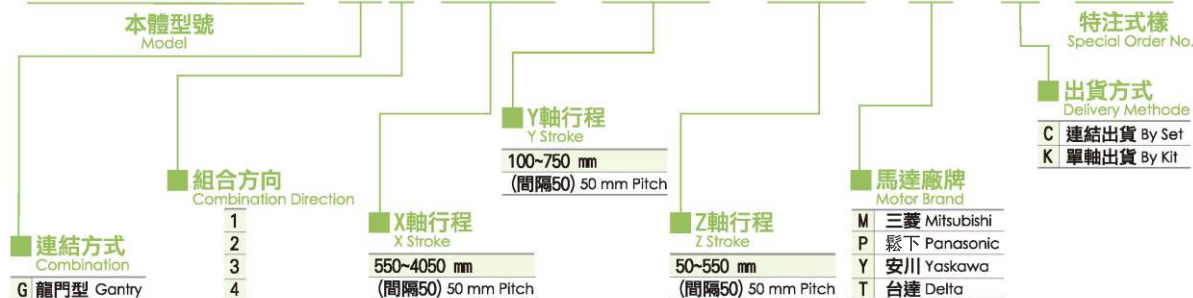 本體型號
Model
特注式樣
Special Order No.
出貨方式
Delivery Methode
C 連結出貨 By Set
K 單軸出貨 By Kit
Y軸行程
Y Stroke
100~750 mm
(間隔50) 50 mm Pitch
組合方向
Combination Direction
1
2
3
4
馬達廠牌
Motor Brand
M 三菱 Mitsubishi
P 鬆下 Panasonic
Y 安川 Yaskawa
T 台達 Delta
X軸行程
X Stroke
550~4050 mm
(間隔50) 50 mm Pitch
Z軸行程
Z Stroke
50~550 mm
(間隔50) 50 mm Pitch
連結方式
Combination
G 龍門型 Gantry